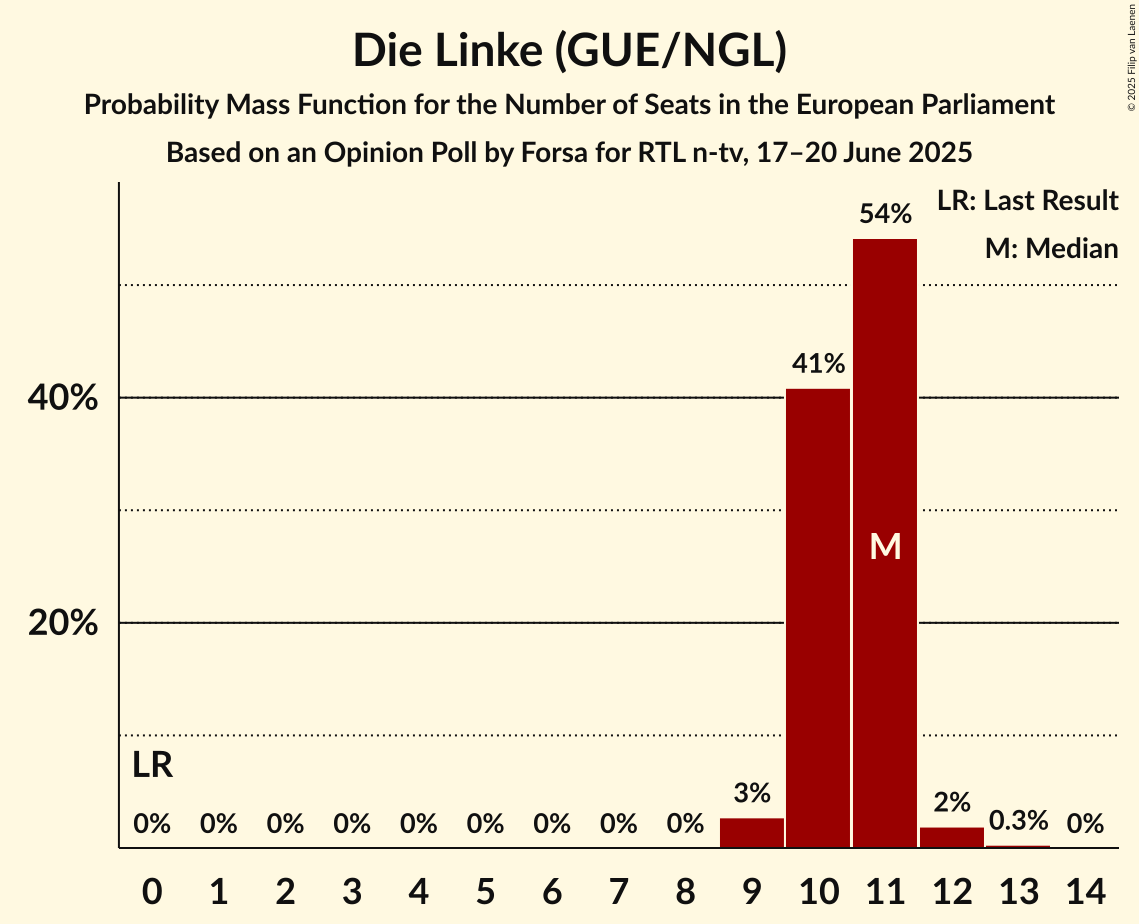 Die Linke (GUE/NGL)
Probability Mass Function for the Number of Seats in the European Parliament
Based on an Opinion Poll by Forsa for RTL n-tv, 17–20 June 2025
© 2025 Filip van Laenen
LR: Last Result
M: Median
54%
41%
40%
M
20%
LR
3%
2%
0.3%
0% 0% 0% 0% 0% 0% 0% 0% 0% 0%
0 1 2 3 4 5 6 7 8 9 10 11 12 13 14